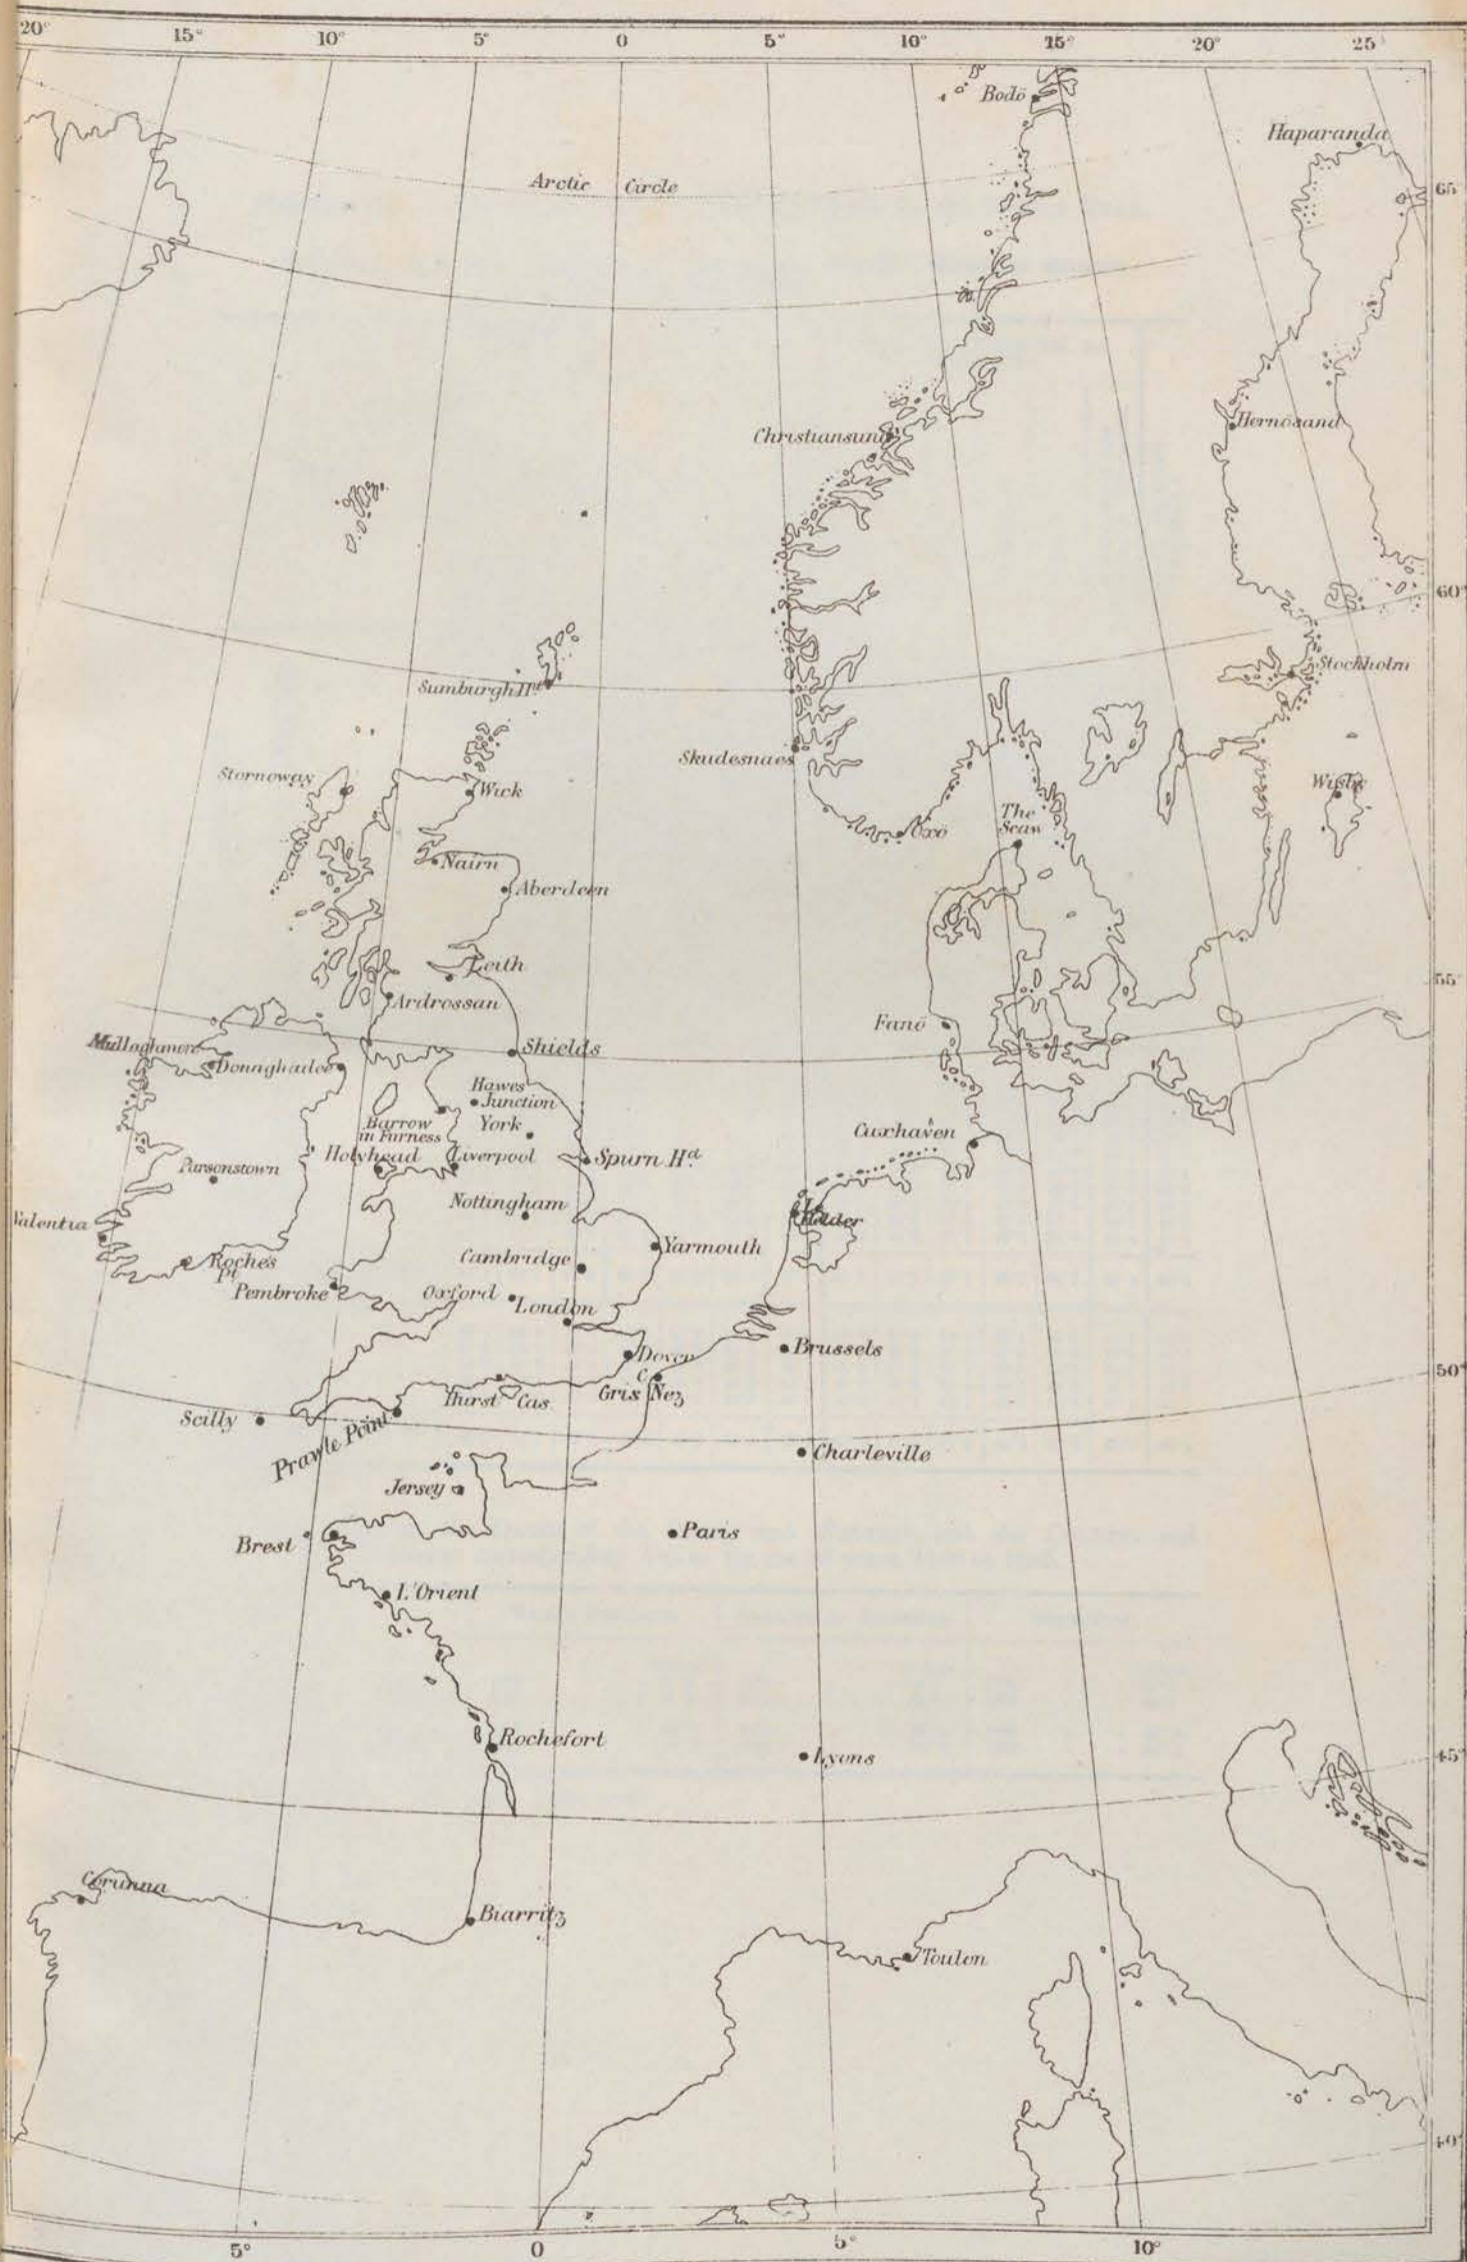 20° 15° 10° 5° 0 5° 10° 15° 20° 25°
Bodö
Haparanda
Arctic Circle
65°
Christiansund
Hernösand
60°
Sumburgh Hd.
Stockholm
Skudesnaes
Stornoway
Wick
Wisby
The
Scaw
Oxö
Nairn
Aberdeen
Leith
55°
Ardrossan
Fanö
Mullaghmore
Donaghadee
Shields
Hawes
Junction
Barrow
in Furness
York
Cuxhaven
Holyhead
Liverpool
Spurn Hd.
Parsonstown
Nottingham
Valentia
Helder
Yarmouth
Roche's
Pt.
Cambridge
Pembroke
Oxford
London
Dover
Brussels
C.
Gris Nez
50°
Hurst Cas
Scilly
Prawle Point
Charleville
Jersey
Brest
Paris
L'Orient
Rochefort
Lyons
45°
Corunna
Biarritz
Toulon
40°
5° 0 5° 10°